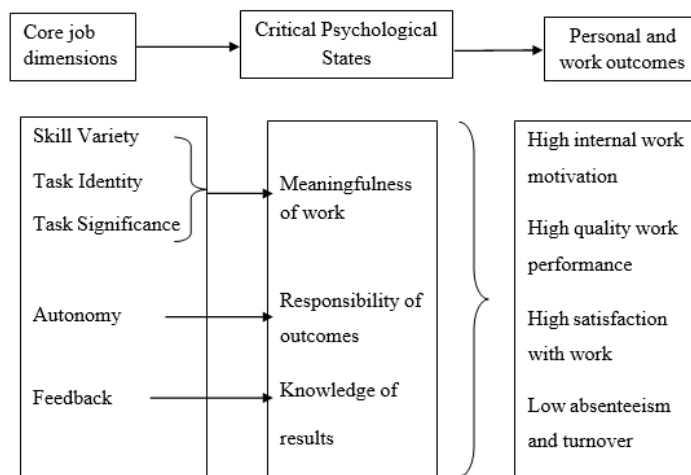 Core job
dimensions
Critical Psychological
States
Personal and
work outcomes
Skill Variety
Task Identity
Task Significance
Autonomy
Feedback
Meaningfulness
of work
Responsibility of
outcomes
Knowledge of
results
High internal work
motivation
High quality work
performance
High satisfaction
with work
Low absenteeism
and turnover